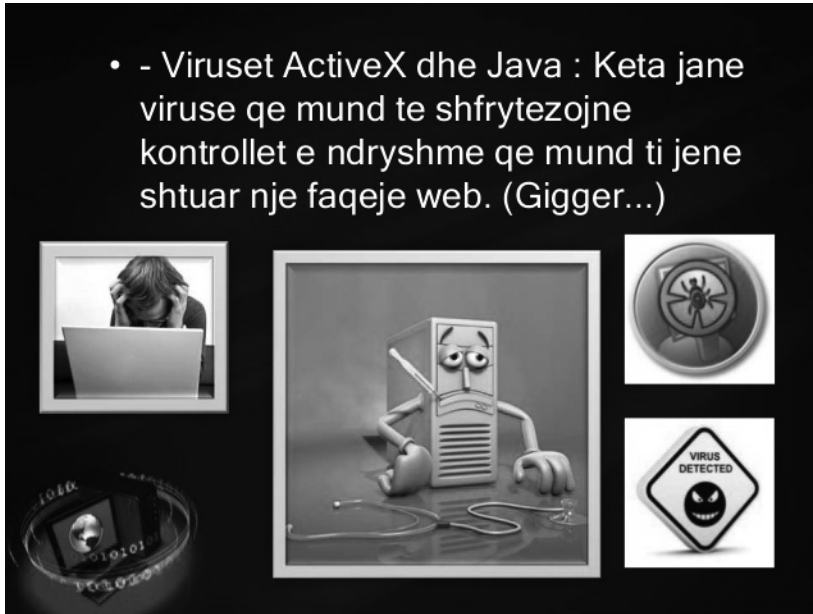 • - Viruset ActiveX dhe Java : Keta jane
viruse qe mund te shfrytezojne
kontrollet e ndryshme qe mund ti jene
shtuar nje faqeje web. (Gigger...)
VIRUS
DETECTED